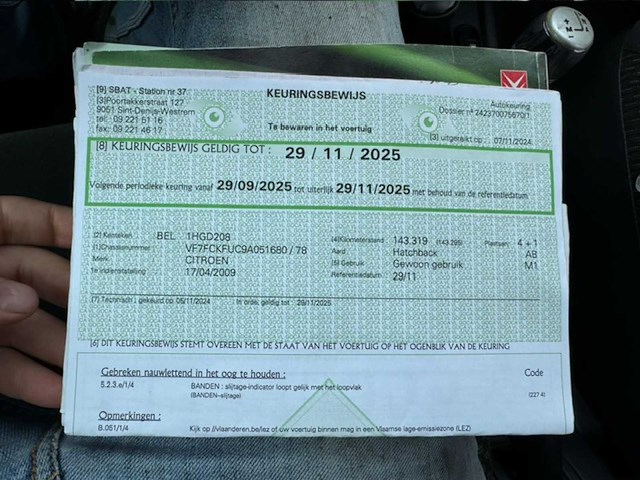 [9] SBAT - Station nr 37
[3]Poortakkerstraat 127
9051 Sint-Denijs-Westrem
tel: 09 221 51 16
fax: 09 221 46 17
KEURINGSBEWIJS
Te bewaren in het voertuig
Autokeuring
Dossier nº 24237075670/1
[3] uitgereikt op : 07/11/2024
[8] KEURINGSBEWIJS GELDIG TOT : 29 / 11 / 2025
Volgende periodieke keuring vanaf 29/09/2025 tot uiterlijk 29/11/2025 met behoud van de referentiedatum
[2] Kenteken BEL 1HGD208
[1]Chassisnummer : VF7FCKFUC9A051680 / 78
Merk CITROEN
1e indienststelling 17/04/2009
[4]Kilometerstand 143.319 (143.295) Plaatsen 4 + 1
Aard Hatchback AB
[5] Gebruik Gewoon gebruik M1
Referentiedatum 29/11
[7] Technisch : gekeurd op 05/11/2024 In orde, geldig tot : 29/11/2025
[6] DIT KEURINGSBEWIJS STEMT OVEREEN MET DE STAAT VAN HET VOERTUIG OP HET OGENBLIK VAN DE KEURING
Gebreken nauwlettend in het oog te houden : Code
5.2.3.e/1/4 BANDEN : slijtage-indicator loopt gelijk met het loopvlak
(BANDEN–slijtage) (227 4)
Opmerkingen :
B.051/1/4 Kijk op //vlaanderen.be/lez of uw voertuig binnen mag in een Vlaamse lage-emissiezone (LEZ)